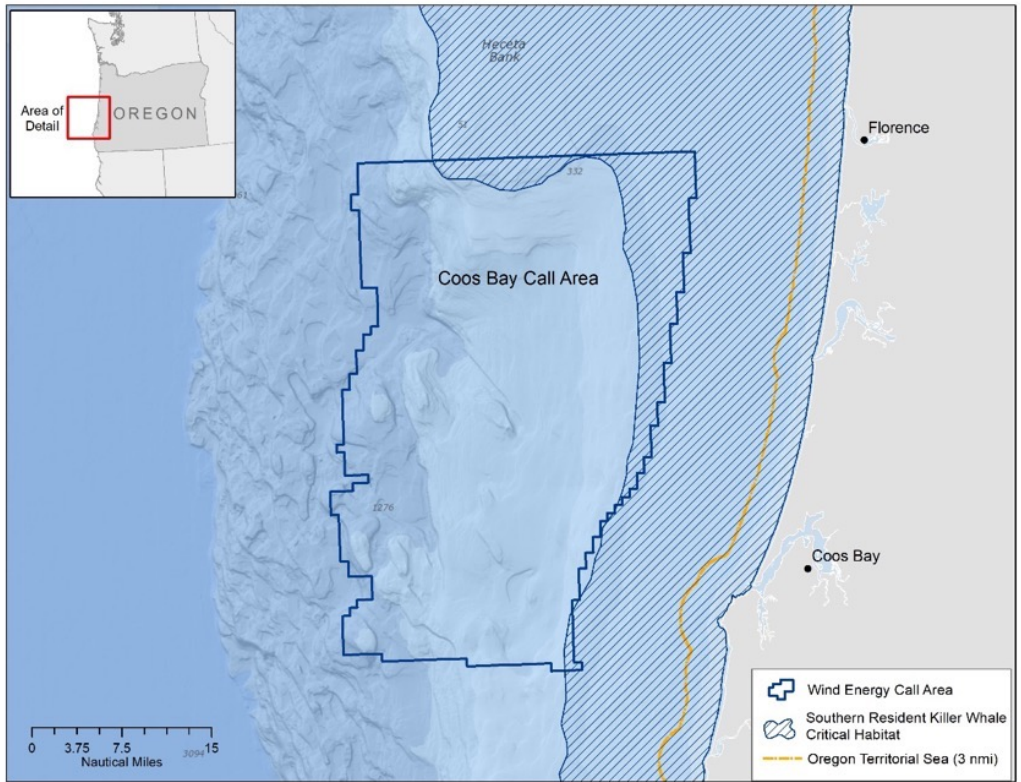 Area of
Detail
OREGON
Heceta
Bank
51
Florence
332
61
Coos Bay Call Area
1276
Coos Bay
0 3.75 7.5 15
Nautical Miles
3094
Wind Energy Call Area
Southern Resident Killer Whale
Critical Habitat
Oregon Territorial Sea (3 nmi)